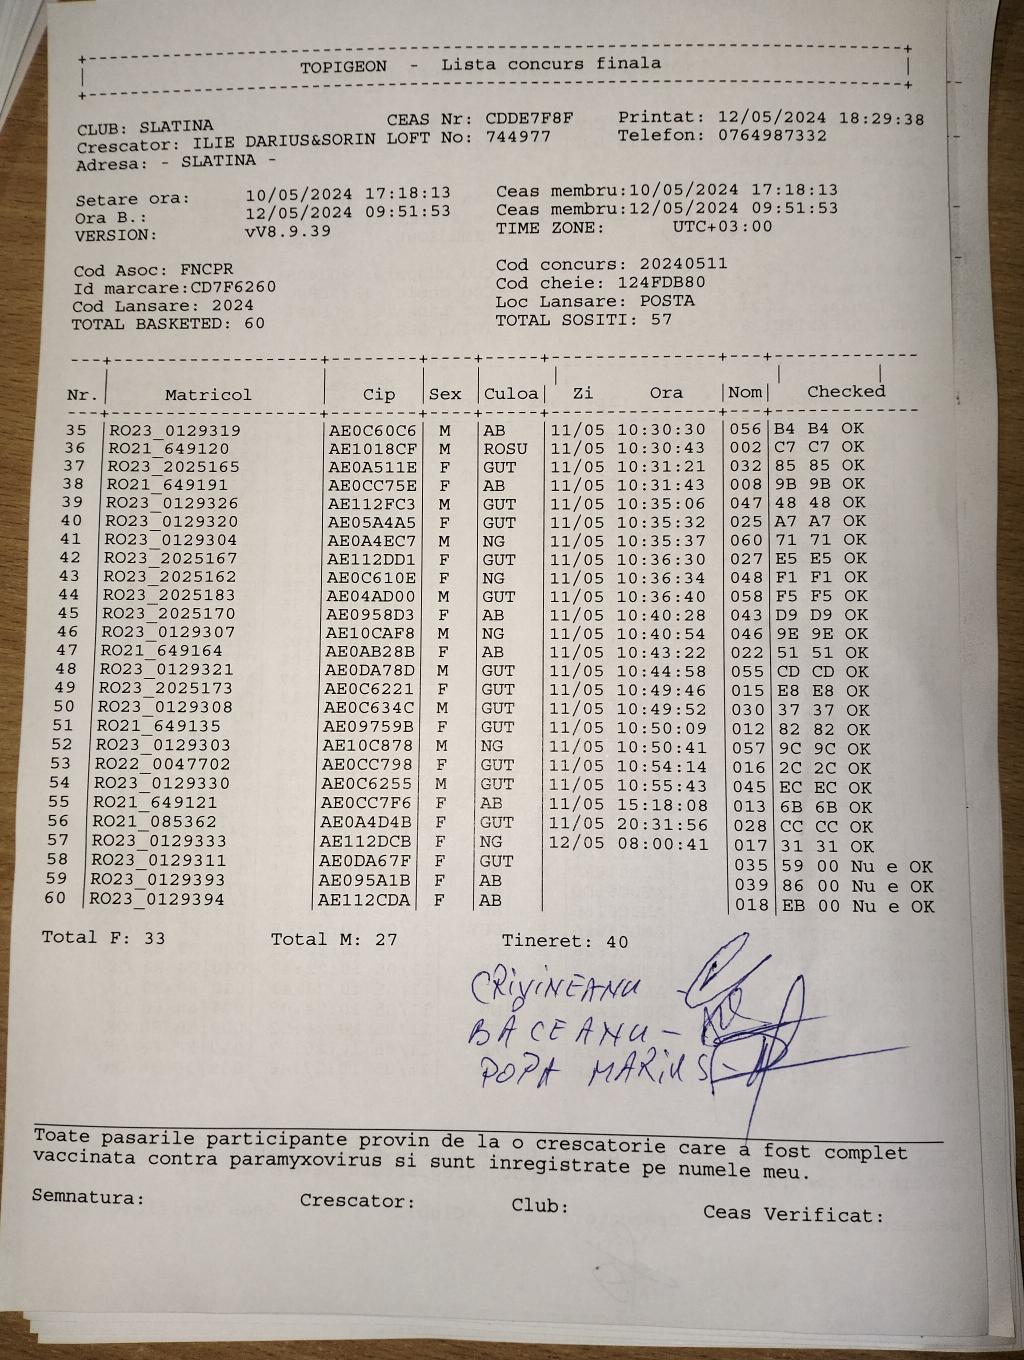 TOPIGEON - Lista concurs finala
CLUB: SLATINA CEAS Nr: CDDE7F8F Printat: 12/05/2024 18:29:38
Crescator: ILIE DARIUS&SORIN LOFT No: 744977 Telefon: 0764987332
Adresa: - SLATINA -
Setare ora: 10/05/2024 17:18:13 Ceas membru:10/05/2024 17:18:13
Ora B.: 12/05/2024 09:51:53 Ceas membru:12/05/2024 09:51:53
VERSION: vV8.9.39 TIME ZONE: UTC+03:00
Cod Asoc: FNCPR Cod concurs: 20240511
Id marcare:CD7F6260 Cod cheie: 124FDB80
Cod Lansare: 2024 Loc Lansare: POSTA
TOTAL BASKETED: 60 TOTAL SOSITI: 57
Nr. Matricol Cip Sex Culoa Zi Ora Nom Checked
35 RO23_0129319 AE0C60C6 M AB 11/05 10:30:30 056 B4 B4 OK
36 RO21_649120 AE1018CF M ROSU 11/05 10:30:43 002 C7 C7 OK
37 RO23_2025165 AE0A511E F GUT 11/05 10:31:21 032 85 85 OK
38 RO21_649191 AE0CC75E F AB 11/05 10:31:43 008 9B 9B OK
39 RO23_0129326 AE112FC3 M GUT 11/05 10:35:06 047 48 48 OK
40 RO23_0129320 AE05A4A5 F GUT 11/05 10:35:32 025 A7 A7 OK
41 RO23_0129304 AE0A4EC7 M NG 11/05 10:35:37 060 71 71 OK
42 RO23_2025167 AE112DD1 F GUT 11/05 10:36:30 027 E5 E5 OK
43 RO23_2025162 AE0C610E F NG 11/05 10:36:34 048 F1 F1 OK
44 RO23_2025183 AE04AD00 M GUT 11/05 10:36:40 058 F5 F5 OK
45 RO23_2025170 AE0958D3 F AB 11/05 10:40:28 043 D9 D9 OK
46 RO23_0129307 AE10CAF8 M NG 11/05 10:40:54 046 9E 9E OK
47 RO21_649164 AE0AB28B F AB 11/05 10:43:22 022 51 51 OK
48 RO23_0129321 AE0DA78D M GUT 11/05 10:44:58 055 CD CD OK
49 RO23_2025173 AE0C6221 F GUT 11/05 10:49:46 015 E8 E8 OK
50 RO23_0129308 AE0C634C M GUT 11/05 10:49:52 030 37 37 OK
51 RO21_649135 AE09759B F GUT 11/05 10:50:09 012 82 82 OK
52 RO23_0129303 AE10C878 M NG 11/05 10:50:41 057 9C 9C OK
53 RO22_0047702 AE0CC798 F GUT 11/05 10:54:14 016 2C 2C OK
54 RO23_0129330 AE0C6255 M GUT 11/05 10:55:43 045 EC EC OK
55 RO21_649121 AE0CC7F6 F AB 11/05 15:18:08 013 6B 6B OK
56 RO21_085362 AE0A4D4B F GUT 11/05 20:31:56 028 CC CC OK
57 RO23_0129333 AE112DCB F NG 12/05 08:00:41 017 31 31 OK
58 RO23_0129311 AE0DA67F F GUT 035 59 00 Nu e OK
59 RO23_0129393 AE095A1B F AB 039 86 00 Nu e OK
60 RO23_0129394 AE112CDA F AB 018 EB 00 Nu e OK
Total F: 33 Total M: 27 Tineret: 40
CRIVINEANU -
BACEANU -
POPA MARIUS -
Toate pasarile participante provin de la o crescatorie care a fost complet
vaccinata contra paramyxovirus si sunt inregistrate pe numele meu.
Semnatura: Crescator: Club: Ceas Verificat: